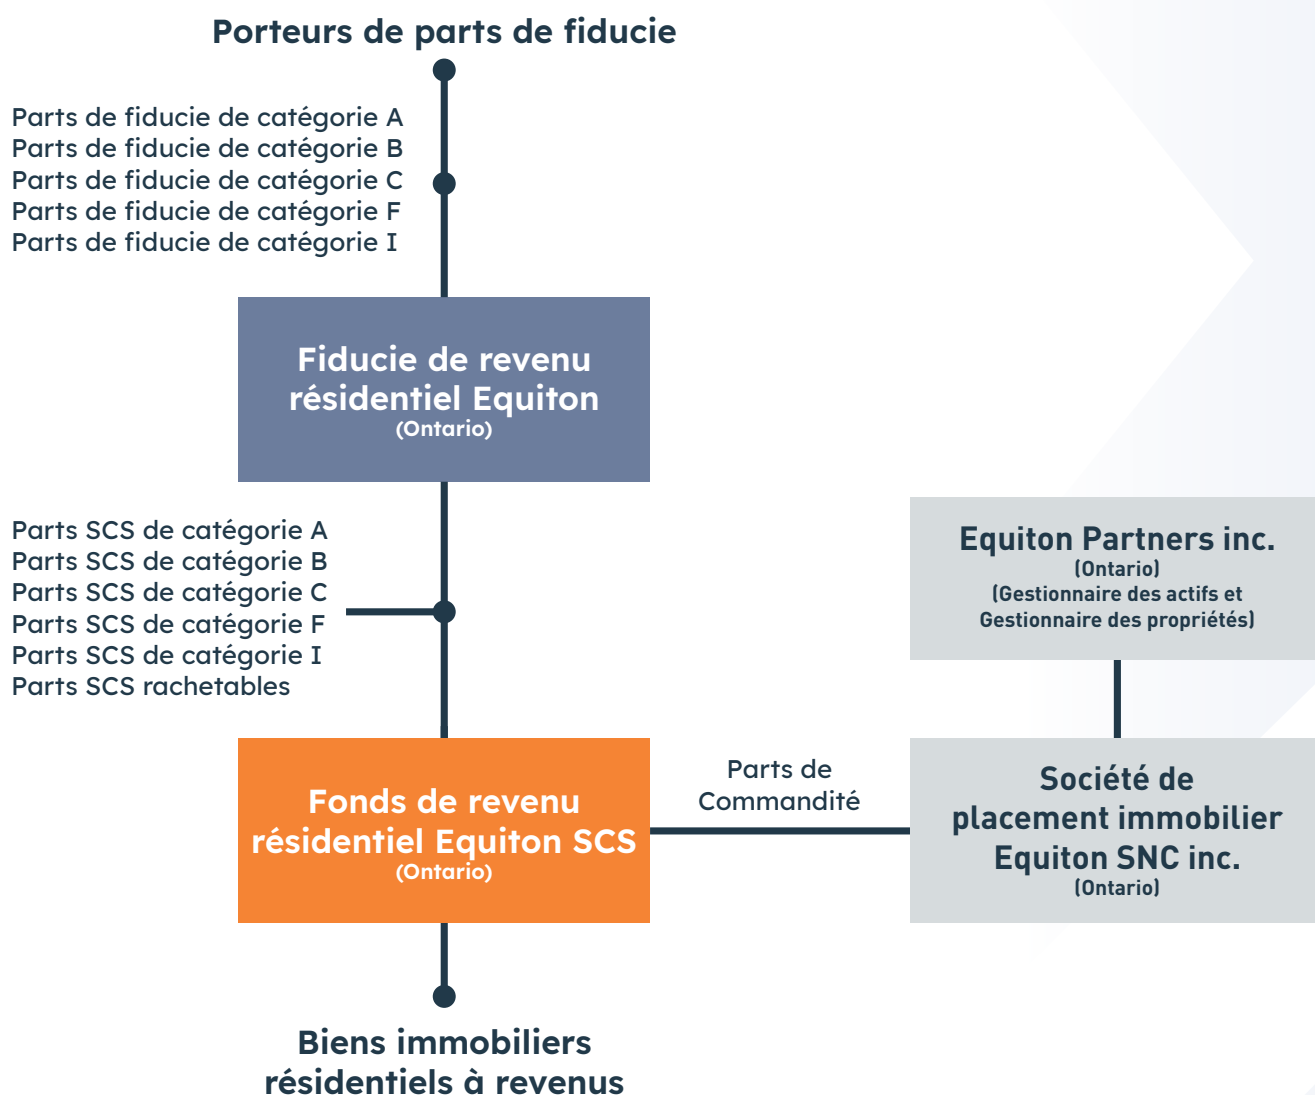 Porteurs de parts de fiducie
Parts de fiducie de catégorie A
Parts de fiducie de catégorie B
Parts de fiducie de catégorie C
Parts de fiducie de catégorie F
Parts de fiducie de catégorie I
Fiducie de revenu
résidentiel Equiton
(Ontario)
Parts SCS de catégorie A
Parts SCS de catégorie B
Parts SCS de catégorie C
Parts SCS de catégorie F
Parts SCS de catégorie I
Parts SCS rachetables
Equiton Partners inc.
(Ontario)
(Gestionnaire des actifs et
Gestionnaire des propriétés)
Fonds de revenu
résidentiel Equiton SCS
(Ontario)
Parts de
Commandité
Société de
placement immobilier
Equiton SNC inc.
(Ontario)
Biens immobiliers
résidentiels à revenus